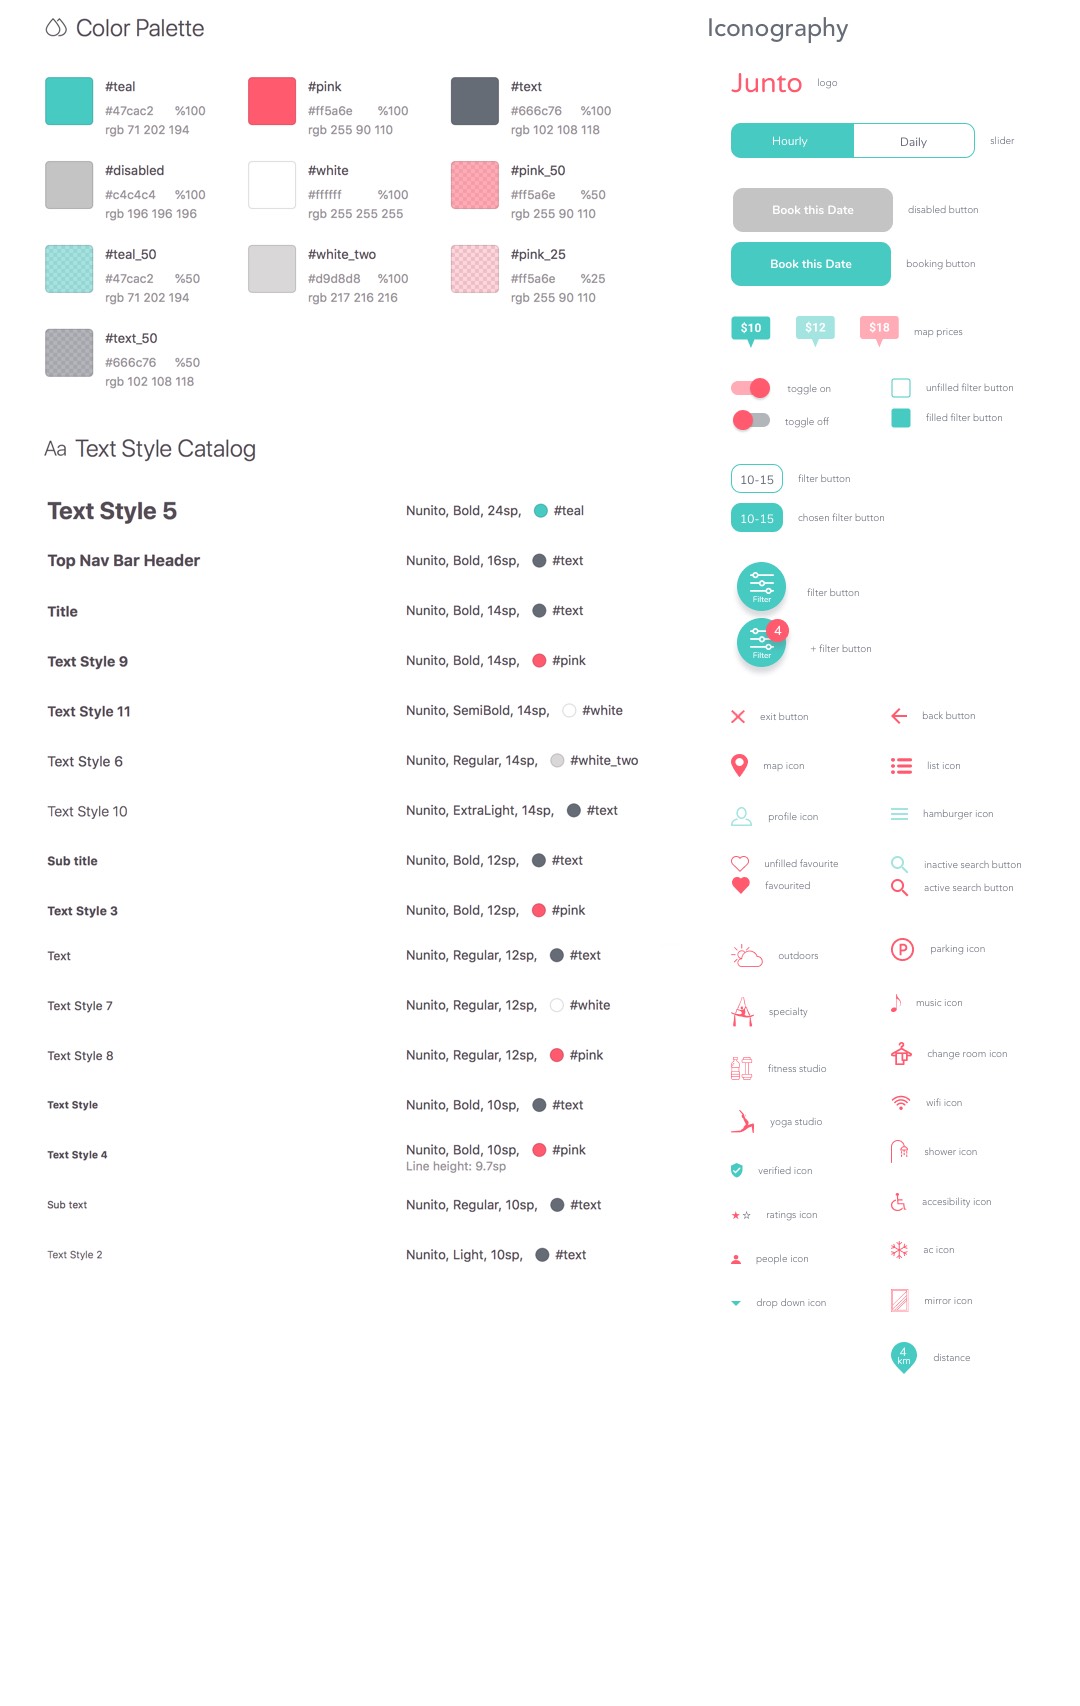 Color Palette
#teal
#47cac2 %100
rgb 71 202 194
#pink
#ff5a6e %100
rgb 255 90 110
#text
#666c76 %100
rgb 102 108 118
#disabled
#c4c4c4 %100
rgb 196 196 196
#white
#ffffff %100
rgb 255 255 255
#pink_50
#ff5a6e %50
rgb 255 90 110
#teal_50
#47cac2 %50
rgb 71 202 194
#white_two
#d9d8d8 %100
rgb 217 216 216
#pink_25
#ff5a6e %25
rgb 255 90 110
#text_50
#666c76 %50
rgb 102 108 118
Aa Text Style Catalog
Text Style 5 Nunito, Bold, 24sp, #teal
Top Nav Bar Header Nunito, Bold, 16sp, #text
Title Nunito, Bold, 14sp, #text
Text Style 9 Nunito, Bold, 14sp, #pink
Text Style 11 Nunito, SemiBold, 14sp, #white
Text Style 6 Nunito, Regular, 14sp, #white_two
Text Style 10 Nunito, ExtraLight, 14sp, #text
Sub title Nunito, Bold, 12sp, #text
Text Style 3 Nunito, Bold, 12sp, #pink
Text Nunito, Regular, 12sp, #text
Text Style 7 Nunito, Regular, 12sp, #white
Text Style 8 Nunito, Regular, 12sp, #pink
Text Style Nunito, Bold, 10sp, #text
Text Style 4 Nunito, Bold, 10sp, #pink
Line height: 9.7sp
Sub text Nunito, Regular, 10sp, #text
Text Style 2 Nunito, Light, 10sp, #text
Iconography
Junto logo
Hourly Daily slider
Book this Date disabled button
Book this Date booking button
$10 $12 $18 map prices
toggle on unfilled filter button
toggle off filled filter button
10-15 filter button
10-15 chosen filter button
Filter filter button
4
Filter + filter button
exit button back button
map icon list icon
profile icon hamburger icon
unfilled favourite inactive search button
favourited active search button
outdoors P parking icon
specialty music icon
fitness studio change room icon
yoga studio wifi icon
verified icon shower icon
ratings icon accesibility icon
people icon ac icon
drop down icon mirror icon
4
km distance